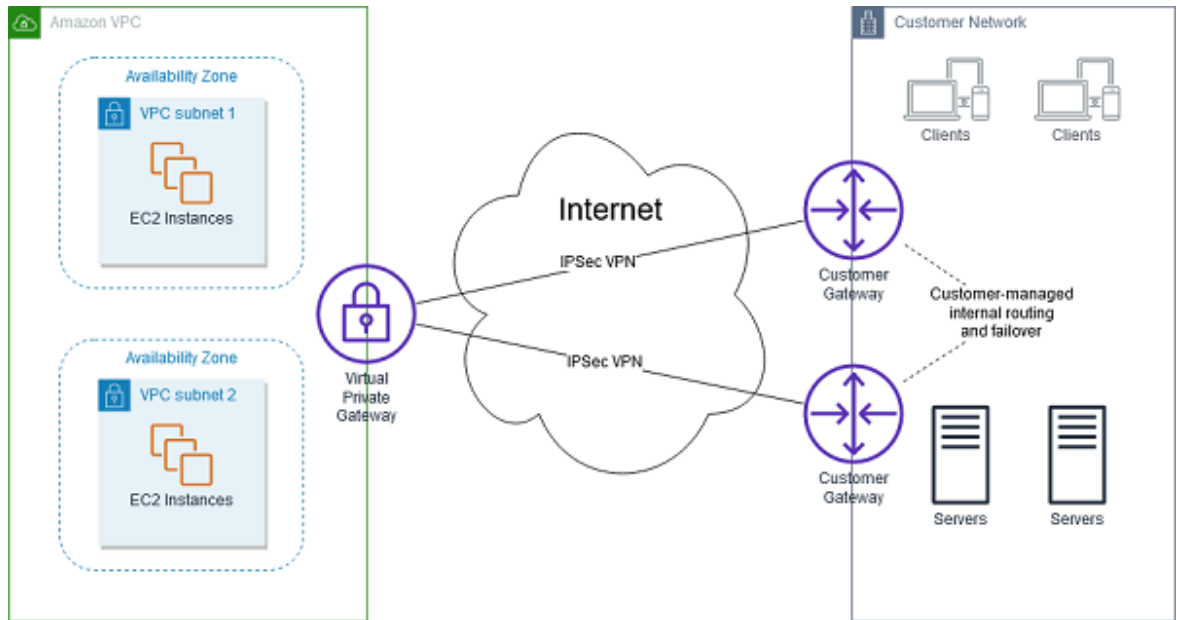 Amazon VPC
Availability Zone
VPC subnet 1
EC2 Instances
Availability Zone
VPC subnet 2
EC2 Instances
Virtual
Private
Gateway
Internet
IPSec VPN
IPSec VPN
Customer Network
Clients
Clients
Customer
Gateway
Customer-managed
internal routing
and failover
Customer
Gateway
Servers
Servers